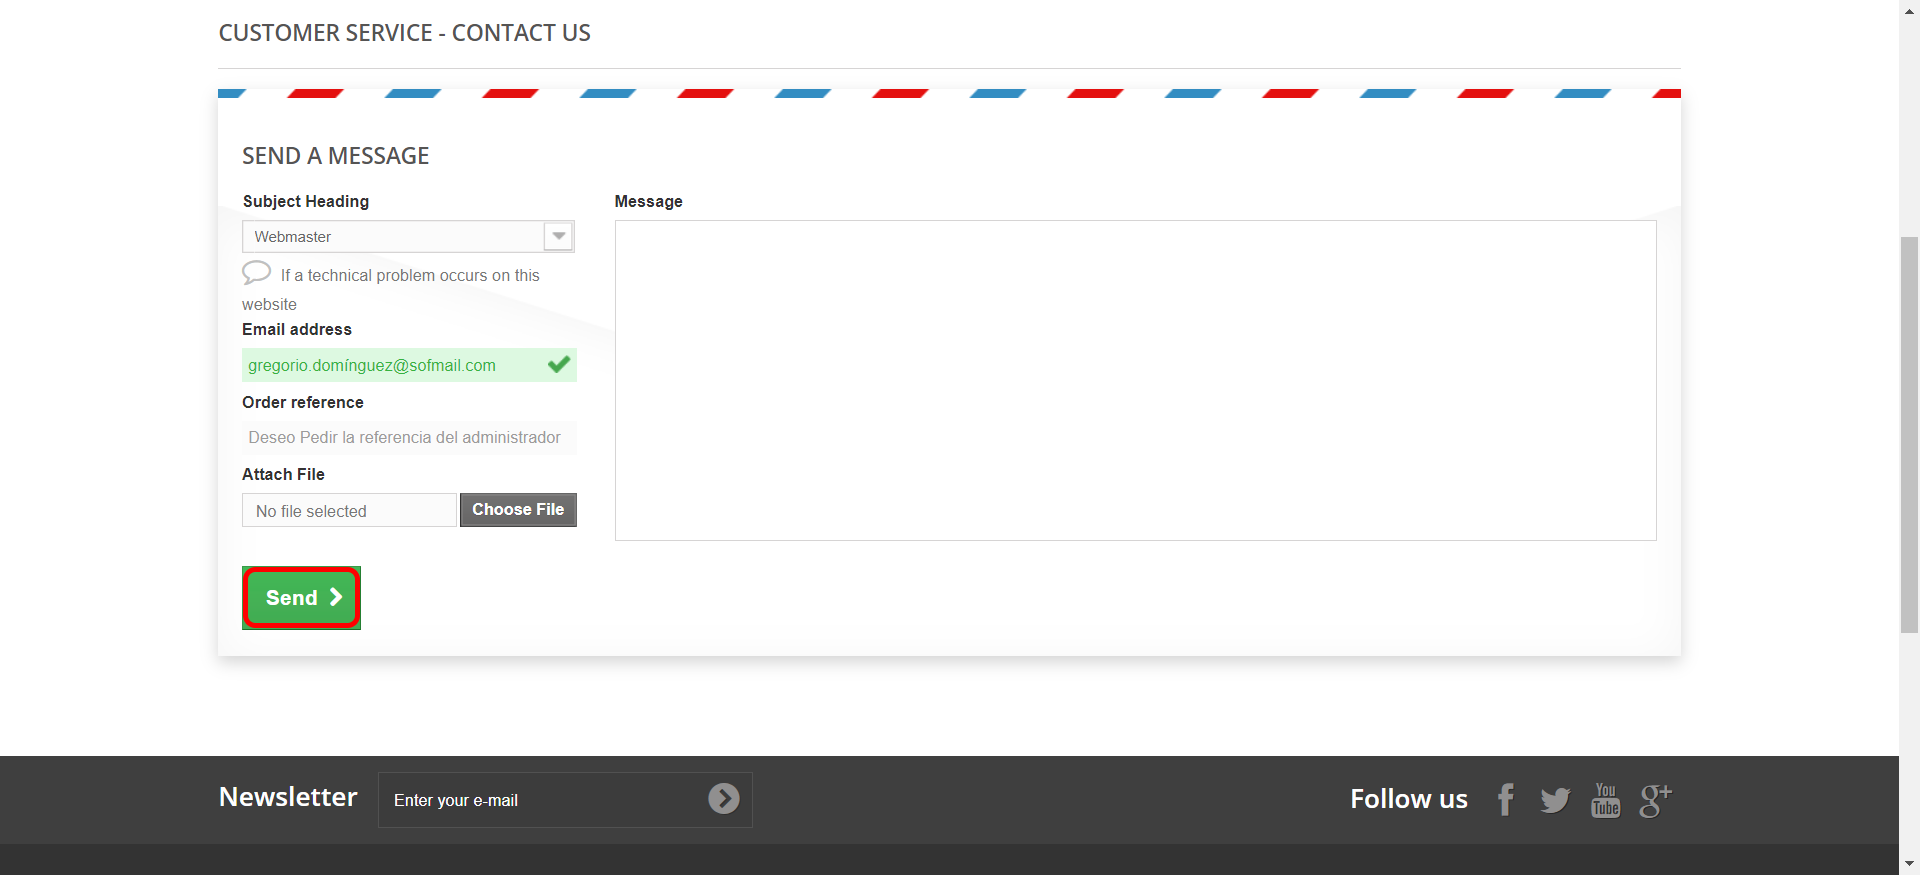 CUSTOMER SERVICE - CONTACT US
SEND A MESSAGE
Subject Heading
Webmaster
If a technical problem occurs on this
website
Email address
gregorio.domínguez@sofmail.com
Order reference
Deseo Pedir la referencia del administrador
Attach File
No file selected
Choose File
Send
Message
Newsletter
Enter your e-mail
Follow us
You
Tube
g+